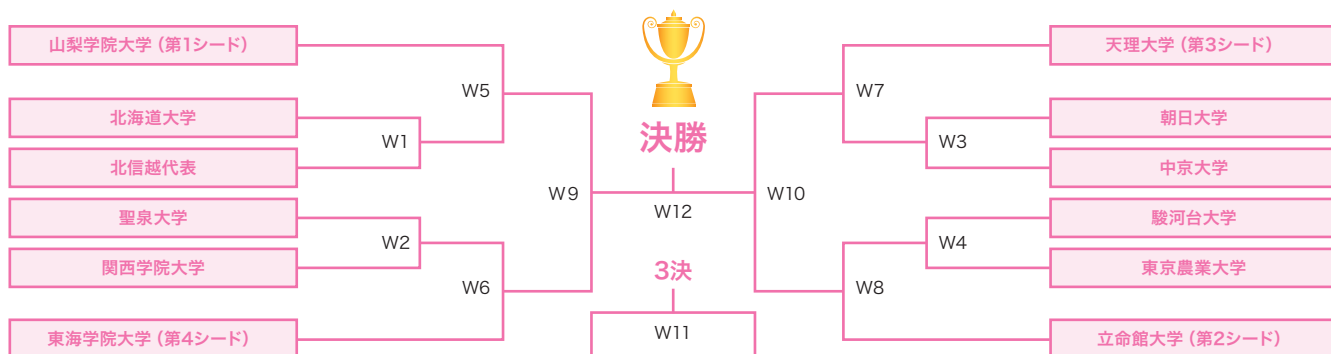 山梨学院大学（第1シード）
北海道大学
北信越代表
聖泉大学
関西学院大学
東海学院大学（第4シード）
W5
W1
W2
W6
W9
決勝
W12
3決
W11
W10
W7
W3
W4
W8
天理大学（第3シード）
朝日大学
中京大学
駿河台大学
東京農業大学
立命館大学（第2シード）